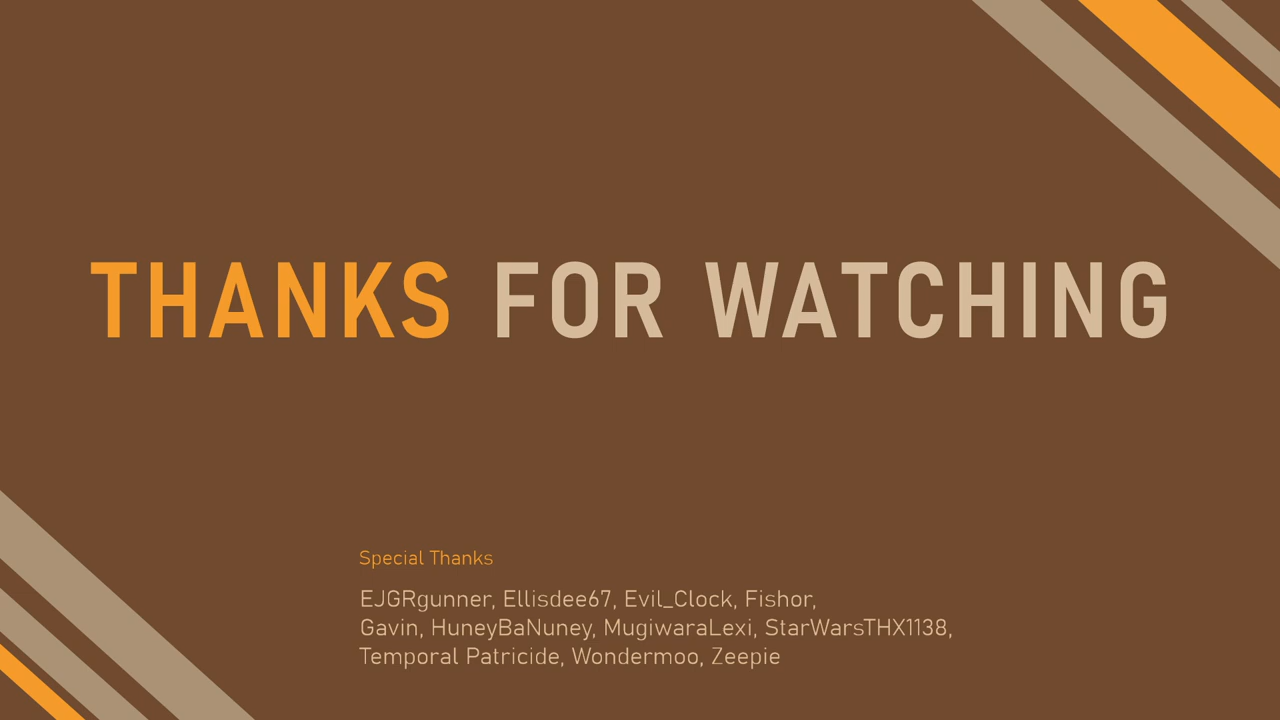 THANKS FOR WATCHING
Special Thanks
EJGRgunner, Ellisdee67, Evil_Clock, Fishor,
Gavin, HuneyBaNuney, MugiwaraLexi, StarWarsTHX1138,
Temporal Patricide, Wondermoo, Zeepie